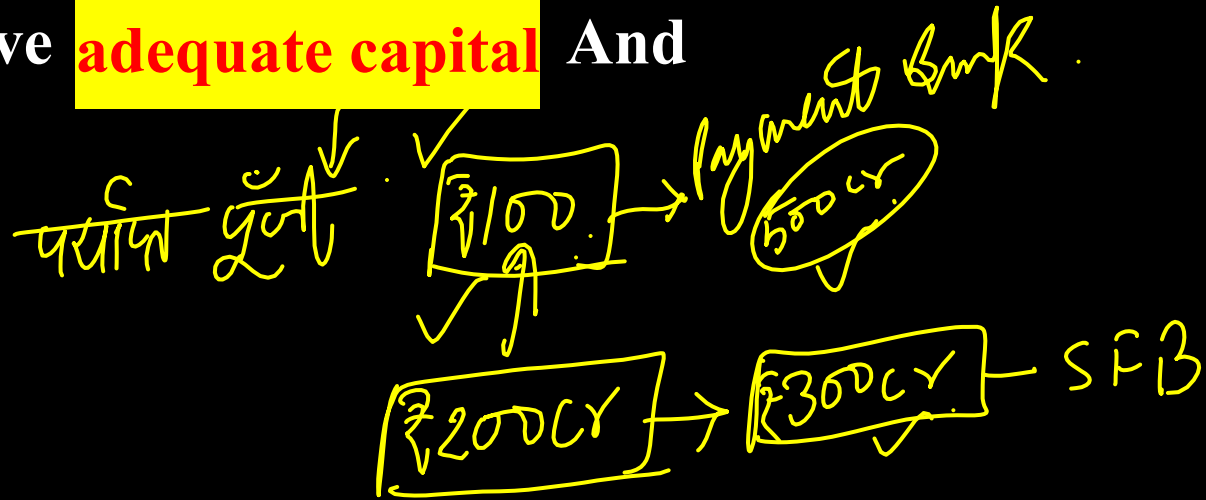 ve adequate capital And
पर्याप्त पूँजी ₹100 → Payment Bank
500 cr
₹200 Cr → ₹300 Cr - SFB